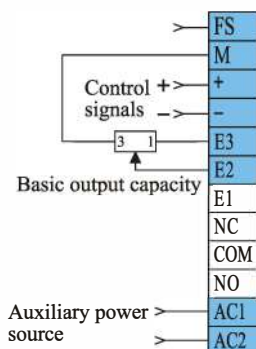 FS
M
Control + +
signals – –
3 1 E3
E2
Basic output capacity
E1
NC
COM
NO
Auxiliary power AC1
source AC2